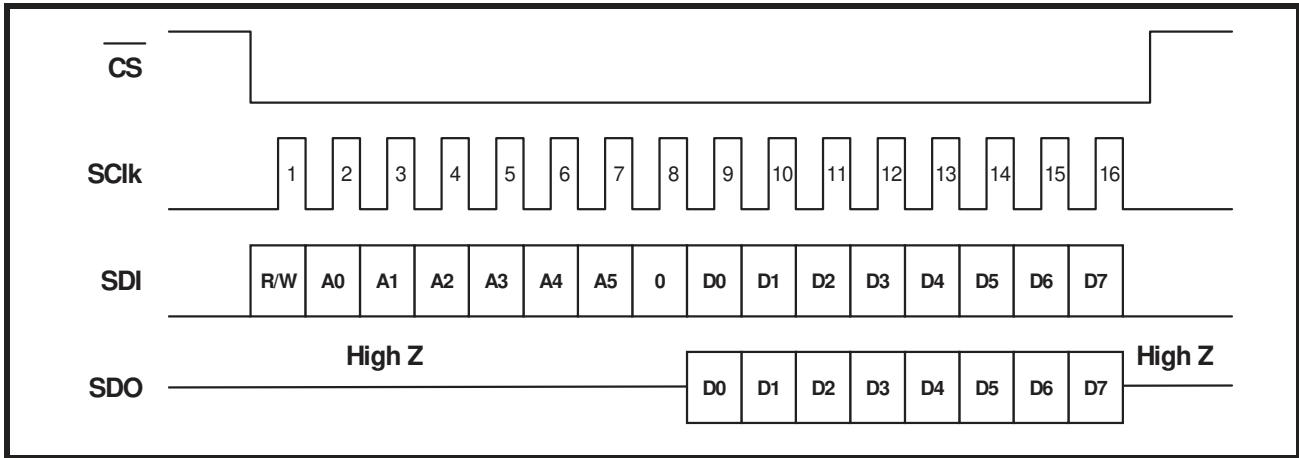 CS
SClk 1 2 3 4 5 6 7 8 9 10 11 12 13 14 15 16
SDI R/W A0 A1 A2 A3 A4 A5 0 D0 D1 D2 D3 D4 D5 D6 D7
High Z High Z
SDO D0 D1 D2 D3 D4 D5 D6 D7